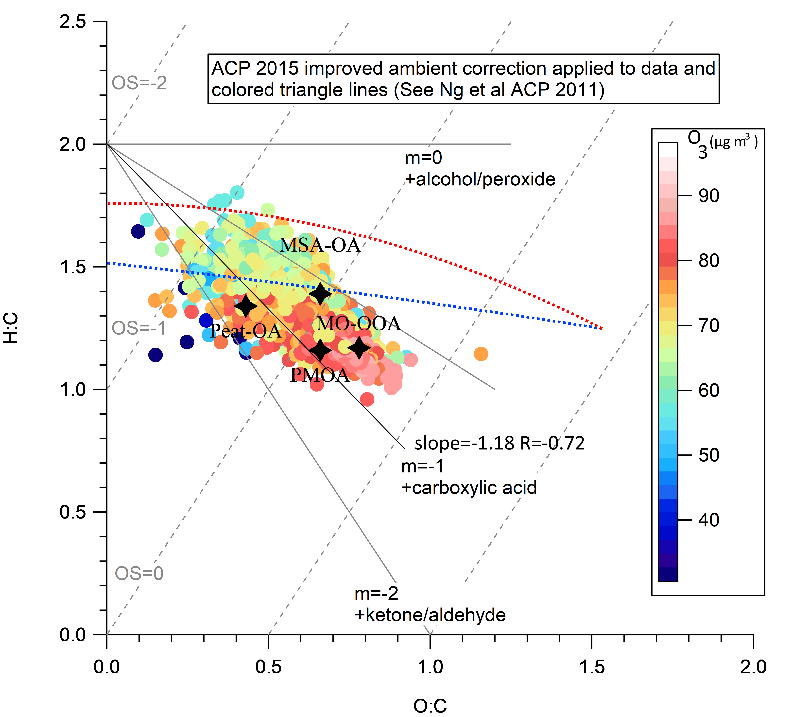 2.5
2.0
1.5
1.0
0.5
0.0
H:C
ACP 2015 improved ambient correction applied to data and
colored triangle lines (See Ng et al ACP 2011)
OS=-2
OS=-1
OS=0
m=0
+alcohol/peroxide
MSA-OA
MO-OOA
Peat-OA
PMOA
slope=-1.18 R=-0.72
m=-1
+carboxylic acid
m=-2
+ketone/aldehyde
O3 (μg m³)
90
80
70
60
50
40
0.0 0.5 1.0 1.5 2.0
O:C